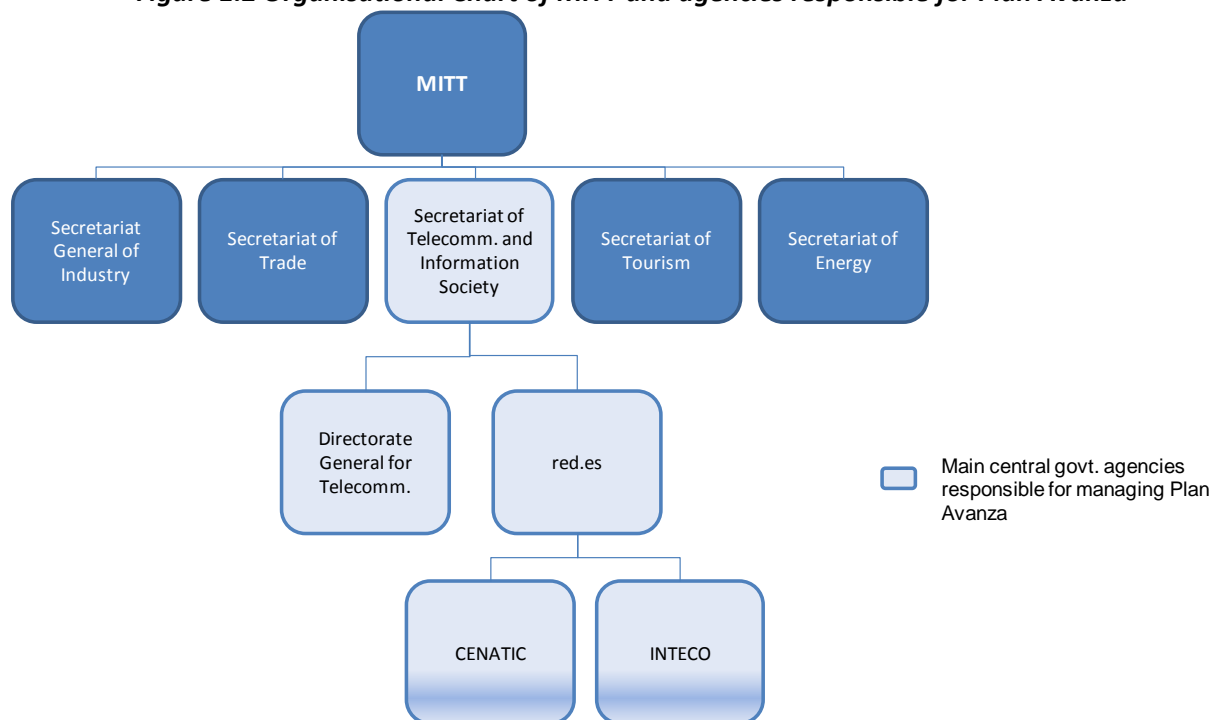 MITT
Secretariat
General of
Industry
Secretariat of
Trade
Secretariat of
Telecomm. and
Information
Society
Secretariat of
Tourism
Secretariat of
Energy
Directorate
General for
Telecomm.
red.es
Main central govt. agencies
responsible for managing Plan
Avanza
CENATIC
INTECO